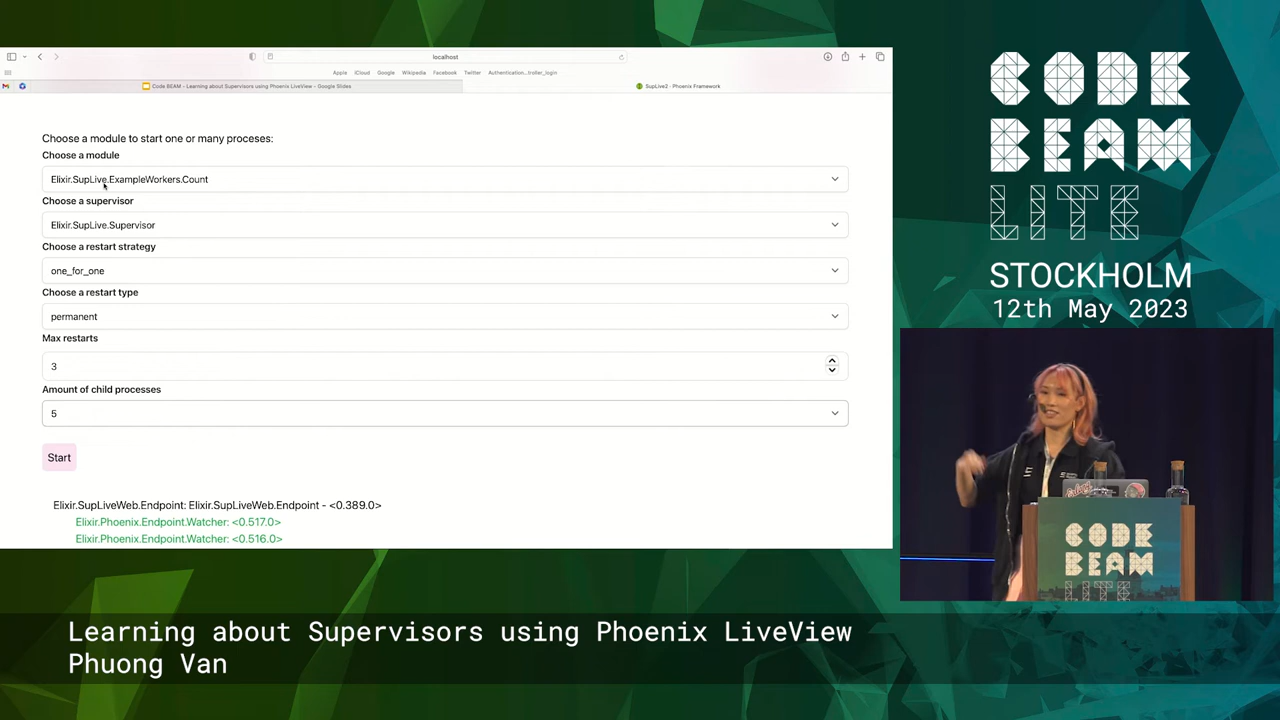 localhost
Apple iCloud Google Wikipedia Facebook Twitter Authentication...troller_login
Code BEAM - Learning about Supervisors using Phoenix LiveView - Google Slides
SupLive2 · Phoenix Framework
Choose a module to start one or many proceses:
Choose a module
Elixir.SupLive.ExampleWorkers.Count
Choose a supervisor
Elixir.SupLive.Supervisor
Choose a restart strategy
one_for_one
Choose a restart type
permanent
Max restarts
3
Amount of child processes
5
Start
Elixir.SupLiveWeb.Endpoint: Elixir.SupLiveWeb.Endpoint - <0.389.0>
Elixir.Phoenix.Endpoint.Watcher: <0.517.0>
Elixir.Phoenix.Endpoint.Watcher: <0.516.0>
CODE
BEAM
LITE
STOCKHOLM
12th May 2023
CODE
BEAM
LITE
Learning about Supervisors using Phoenix LiveView
Phuong Van